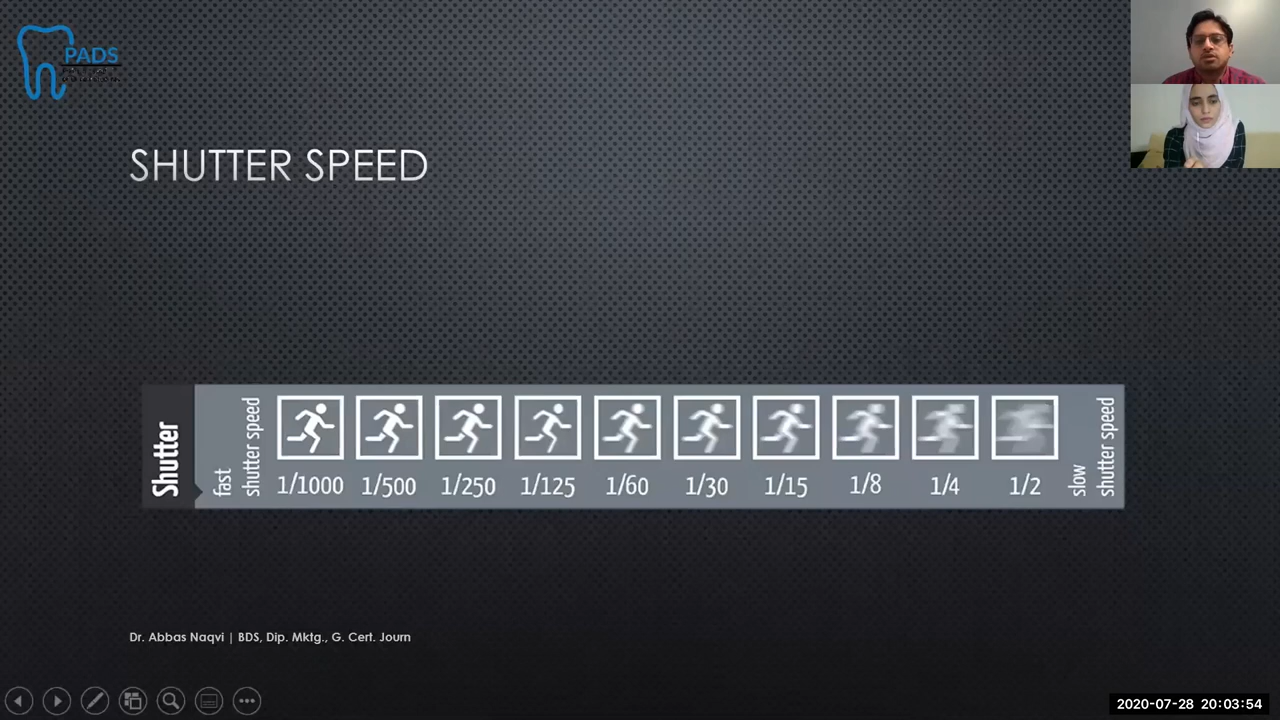 PADS
SHUTTER SPEED
Shutter
fast
shutter speed
1/1000 1/500 1/250 1/125 1/60 1/30 1/15 1/8 1/4 1/2
slow
shutter speed
Dr. Abbas Naqvi | BDS, Dip. Mktg., G. Cert. Journ
2020-07-28 20:03:54